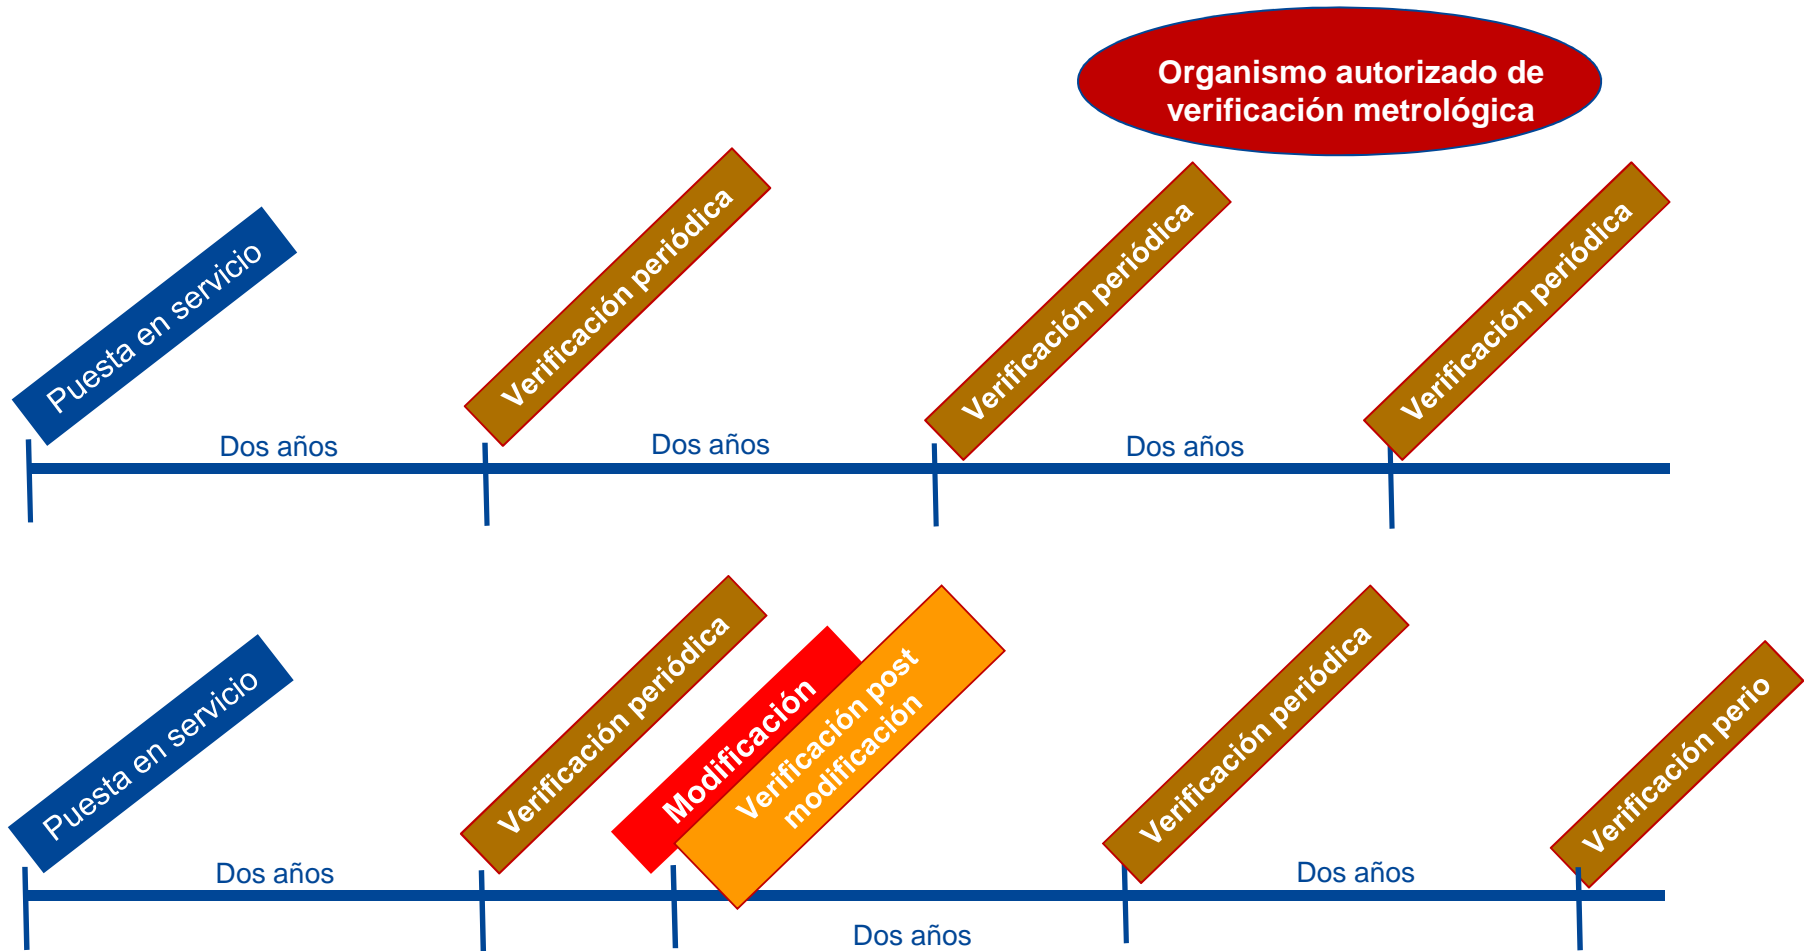 Organismo autorizado de
verificación metrológica
Puesta en servicio
Verificación periódica
Verificación periódica
Verificación periódica
Dos años
Dos años
Dos años
Puesta en servicio
Verificación periódica
Modificación
Verificación post
modificación
Verificación periódica
Verificación perio
Dos años
Dos años
Dos años